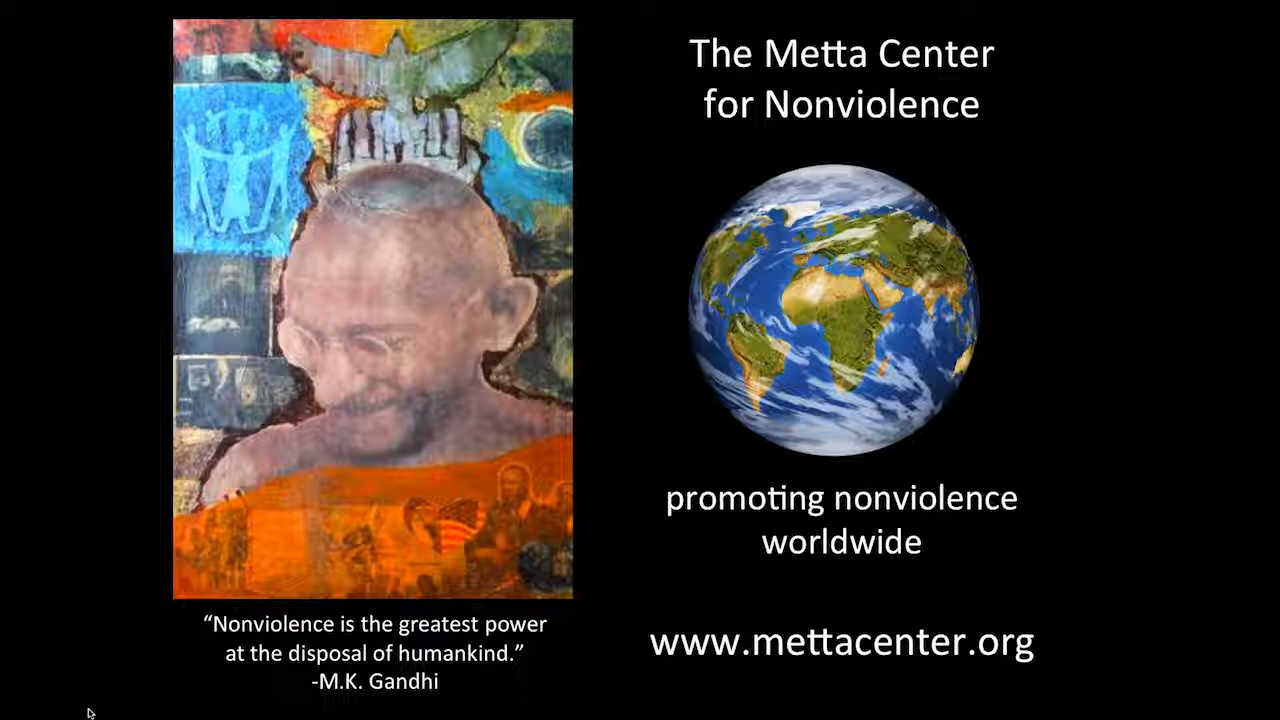 The Metta Center
for Nonviolence
promoting nonviolence
worldwide
www.mettacenter.org
“Nonviolence is the greatest power
at the disposal of humankind.”
-M.K. Gandhi